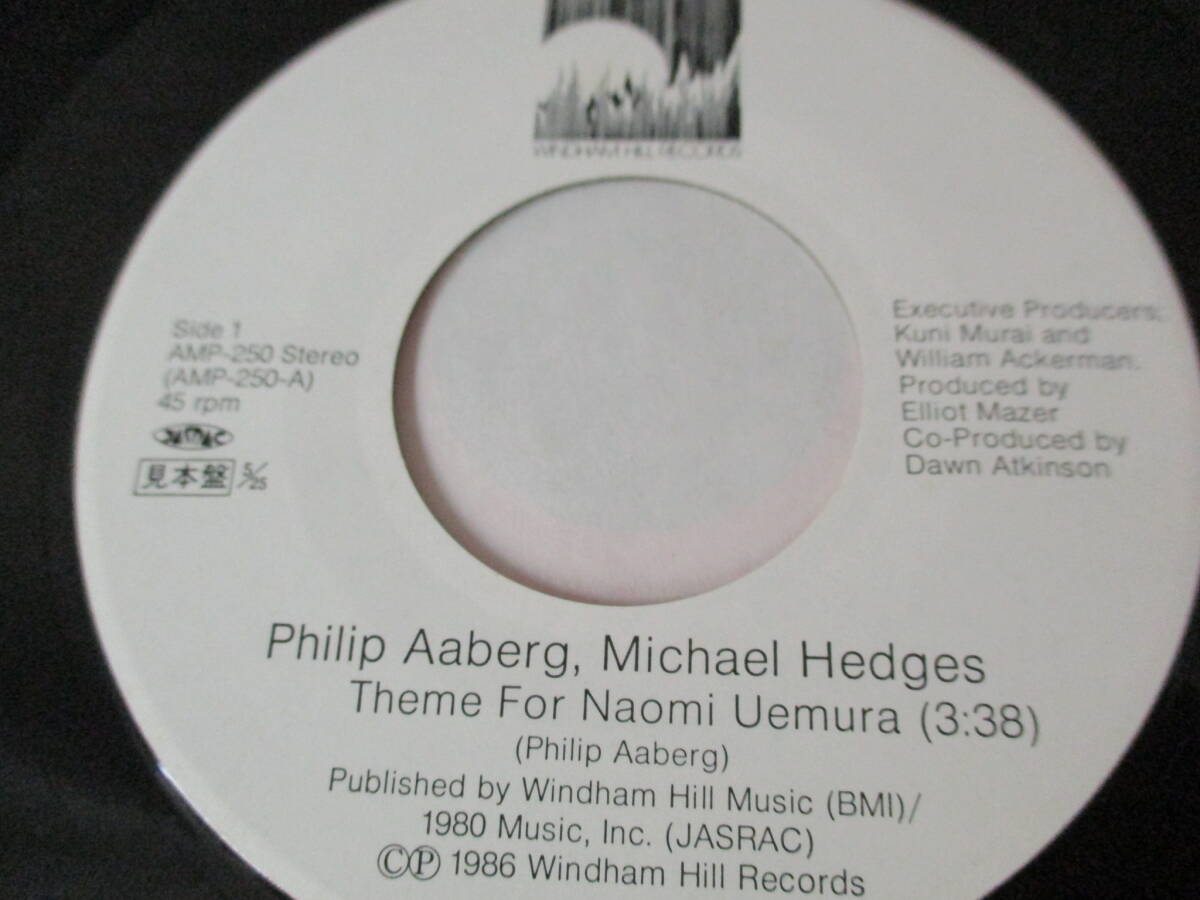 WINDHAM HILL RECORDS
Side 1
AMP-250 Stereo
(AMP-250-A)
45 rpm
JASRAC
見本盤 5/25
Executive Producers:
Kuni Murai and
William Ackerman.
Produced by
Elliot Mazer
Co-Produced by
Dawn Atkinson
Philip Aaberg, Michael Hedges
Theme For Naomi Uemura (3:38)
(Philip Aaberg)
Published by Windham Hill Music (BMI)/
1980 Music, Inc. (JASRAC)
©℗ 1986 Windham Hill Records